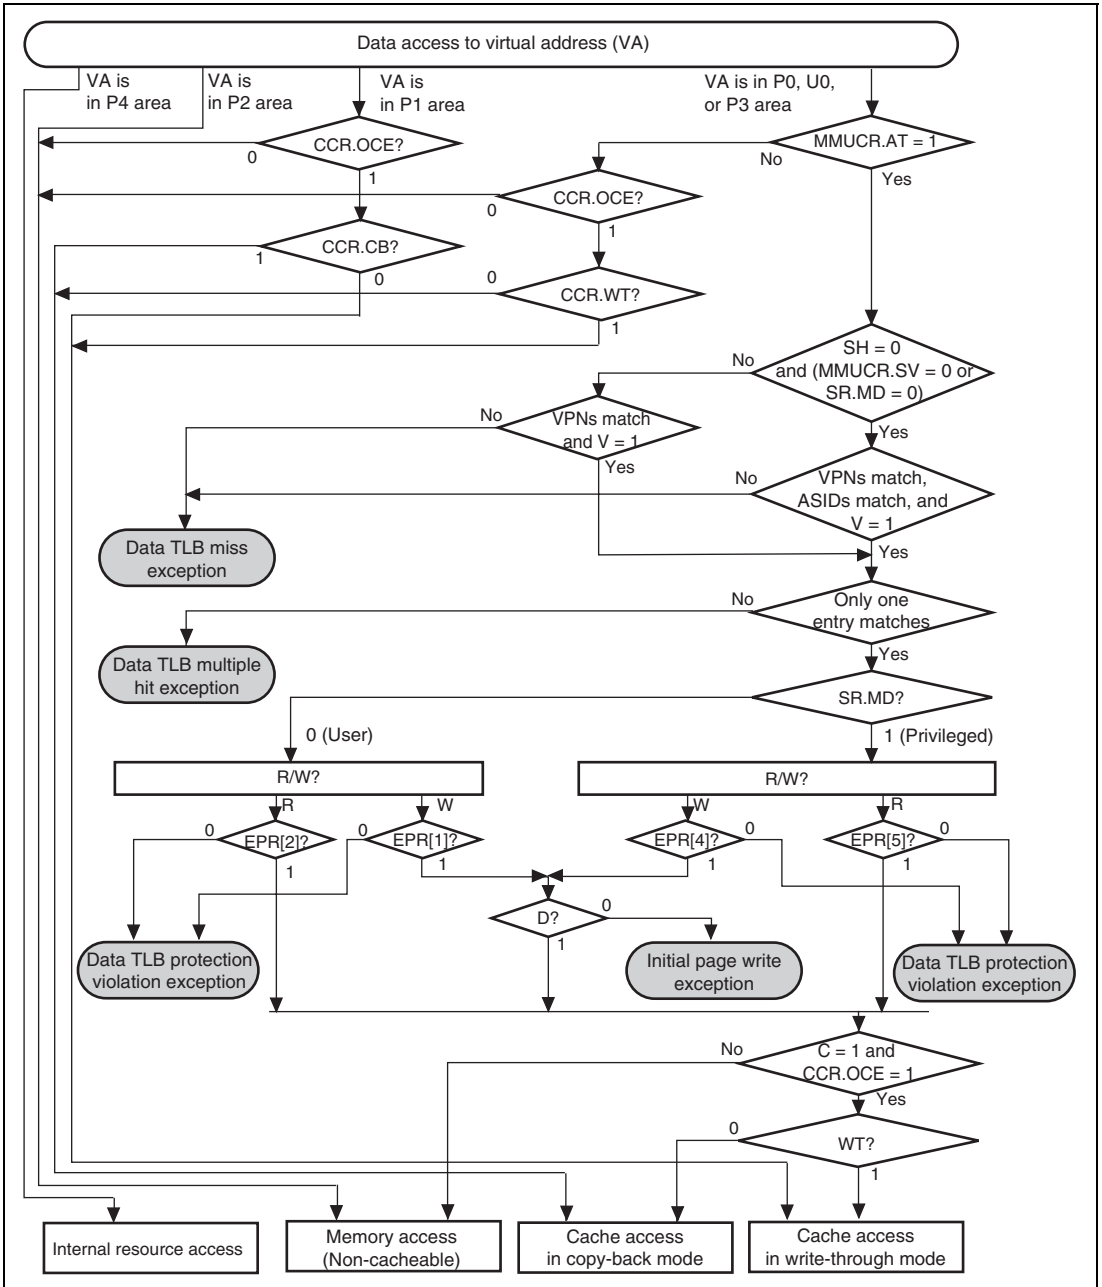 Data access to virtual address (VA)
VA is
in P4 area
VA is
in P2 area
VA is
in P1 area
VA is in P0, U0,
or P3 area
CCR.OCE?
0
1
MMUCR.AT = 1
No
Yes
CCR.OCE?
0
1
CCR.CB?
1
0
CCR.WT?
0
1
SH = 0
and (MMUCR.SV = 0 or
SR.MD = 0)
No
Yes
VPNs match
and V = 1
No
Yes
VPNs match,
ASIDs match, and
V = 1
No
Yes
Data TLB miss
exception
Only one
entry matches
No
Yes
Data TLB multiple
hit exception
SR.MD?
0 (User)
1 (Privileged)
R/W?
R/W?
R
W
W
R
0
EPR[2]?
1
0
EPR[1]?
1
EPR[4]?
0
1
EPR[5]?
0
1
D?
0
1
Data TLB protection
violation exception
Initial page write
exception
Data TLB protection
violation exception
C = 1 and
CCR.OCE = 1
No
Yes
WT?
0
1
Internal resource access
Memory access
(Non-cacheable)
Cache access
in copy-back mode
Cache access
in write-through mode